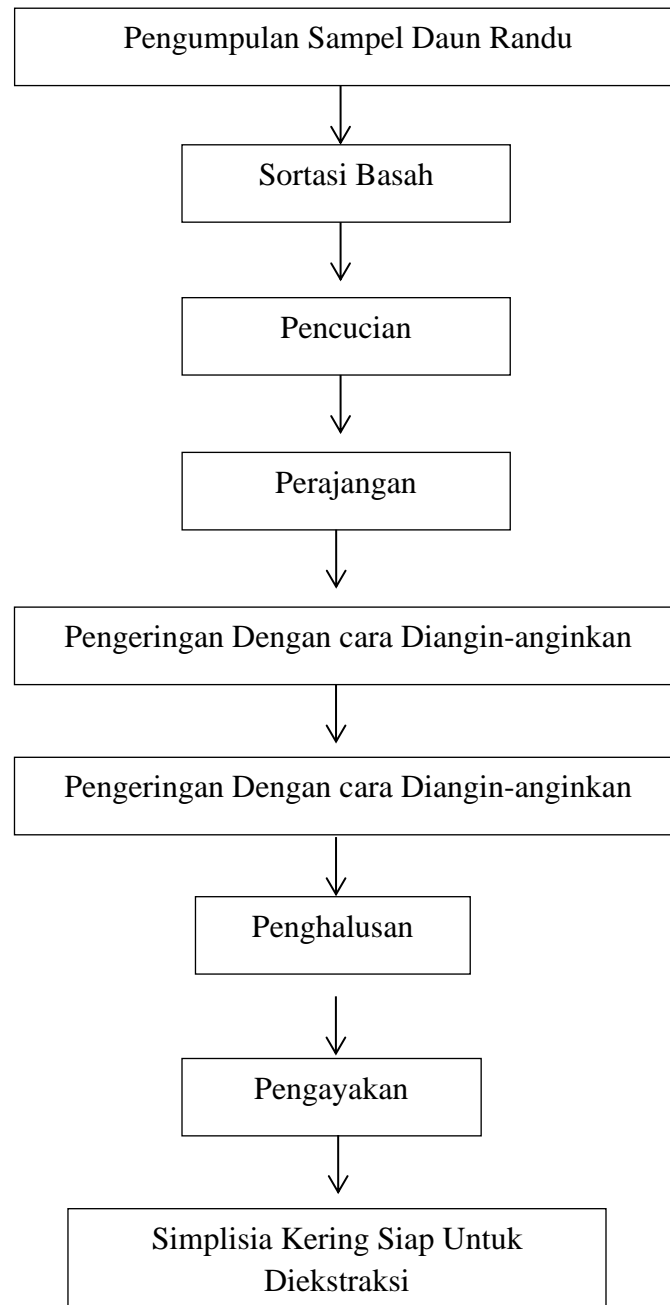 Pengumpulan Sampel Daun Randu
Sortasi Basah
Pencucian
Perajangan
Pengeringan Dengan cara Diangin-anginkan
Pengeringan Dengan cara Diangin-anginkan
Penghalusan
Pengayakan
Simplisia Kering Siap Untuk
Diekstraksi